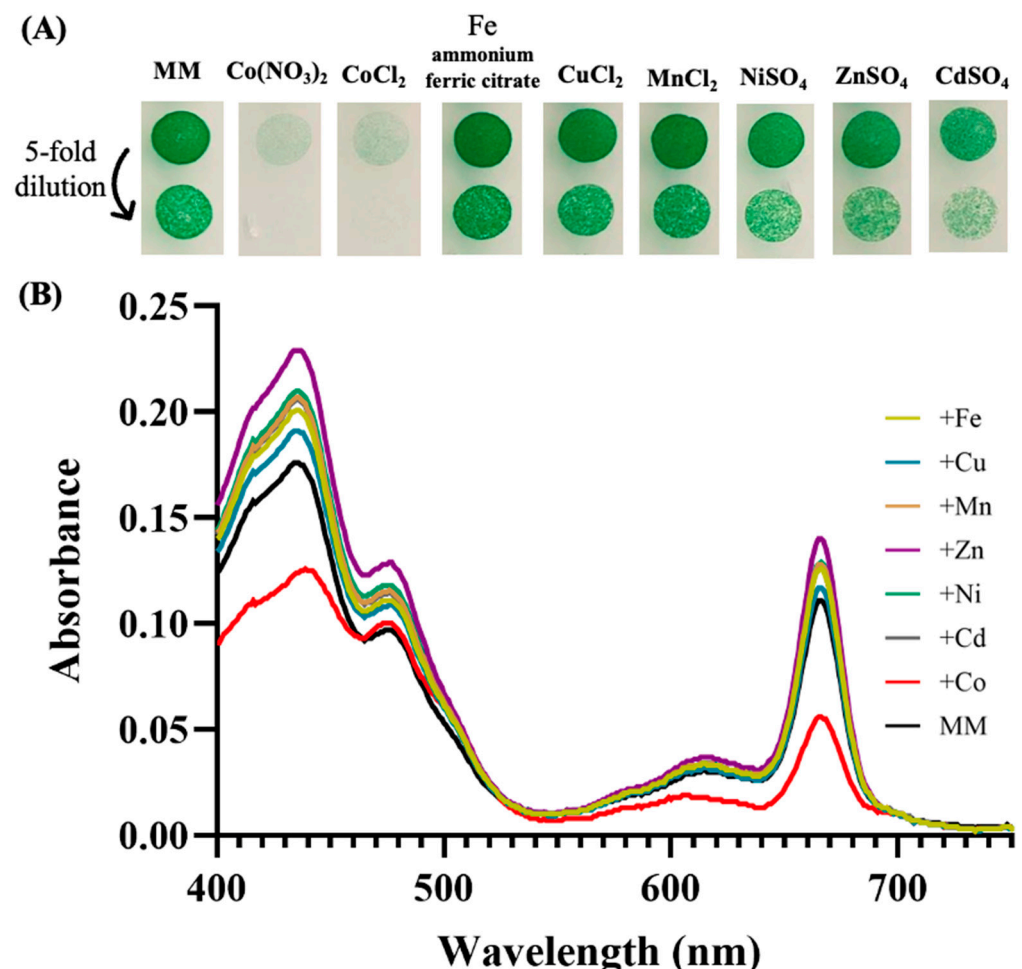 (A)
MM
Co(NO₃)₂
CoCl₂
Fe
ammonium
ferric citrate
CuCl₂
MnCl₂
NiSO₄
ZnSO₄
CdSO₄
5-fold
dilution
(B)
0.25
0.20
0.15
0.10
0.05
0.00
Absorbance
400
500
600
700
Wavelength (nm)
+Fe
+Cu
+Mn
+Zn
+Ni
+Cd
+Co
MM